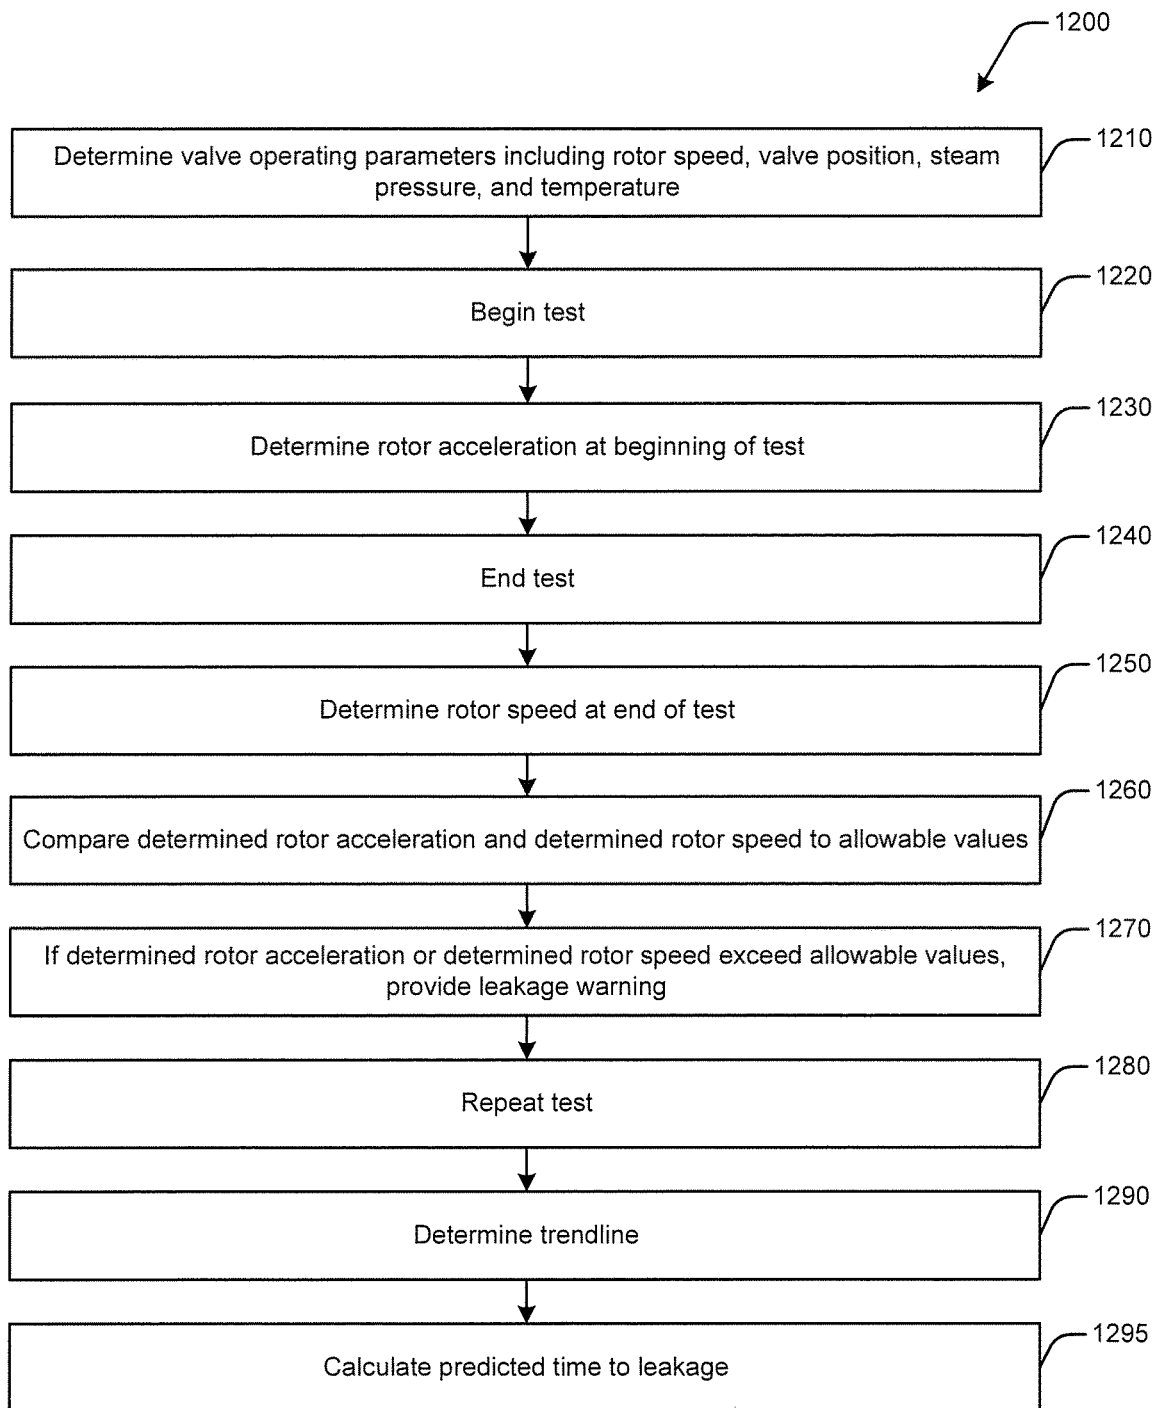 1200
1210
Determine valve operating parameters including rotor speed, valve position, steam
pressure, and temperature
1220
Begin test
1230
Determine rotor acceleration at beginning of test
1240
End test
1250
Determine rotor speed at end of test
1260
Compare determined rotor acceleration and determined rotor speed to allowable values
1270
If determined rotor acceleration or determined rotor speed exceed allowable values,
provide leakage warning
1280
Repeat test
1290
Determine trendline
1295
Calculate predicted time to leakage